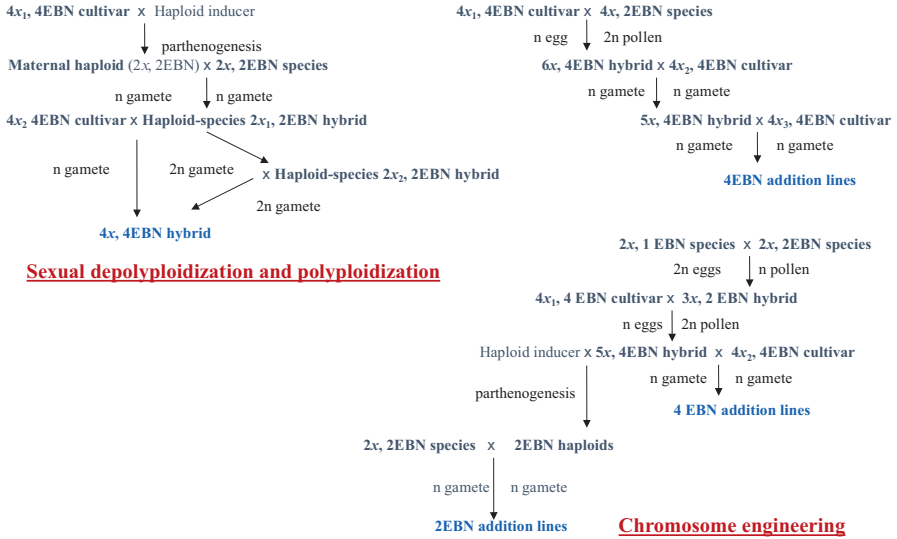 4x₁, 4EBN cultivar x Haploid inducer
parthenogenesis
Maternal haploid (2x, 2EBN) x 2x, 2EBN species
n gamete n gamete
4x₂ 4EBN cultivar x Haploid-species 2x₁, 2EBN hybrid
n gamete 2n gamete
x Haploid-species 2x₂, 2EBN hybrid
2n gamete
4x, 4EBN hybrid
Sexual depolyploidization and polyploidization
4x₁, 4EBN cultivar x 4x, 2EBN species
n egg 2n pollen
6x, 4EBN hybrid x 4x₂, 4EBN cultivar
n gamete n gamete
5x, 4EBN hybrid x 4x₃, 4EBN cultivar
n gamete n gamete
4EBN addition lines
2x, 1 EBN species x 2x, 2EBN species
2n eggs n pollen
4x₁, 4 EBN cultivar x 3x, 2 EBN hybrid
n eggs 2n pollen
Haploid inducer x 5x, 4EBN hybrid x 4x₂, 4EBN cultivar
n gamete n gamete
parthenogenesis
4 EBN addition lines
2x, 2EBN species x 2EBN haploids
n gamete n gamete
2EBN addition lines
Chromosome engineering